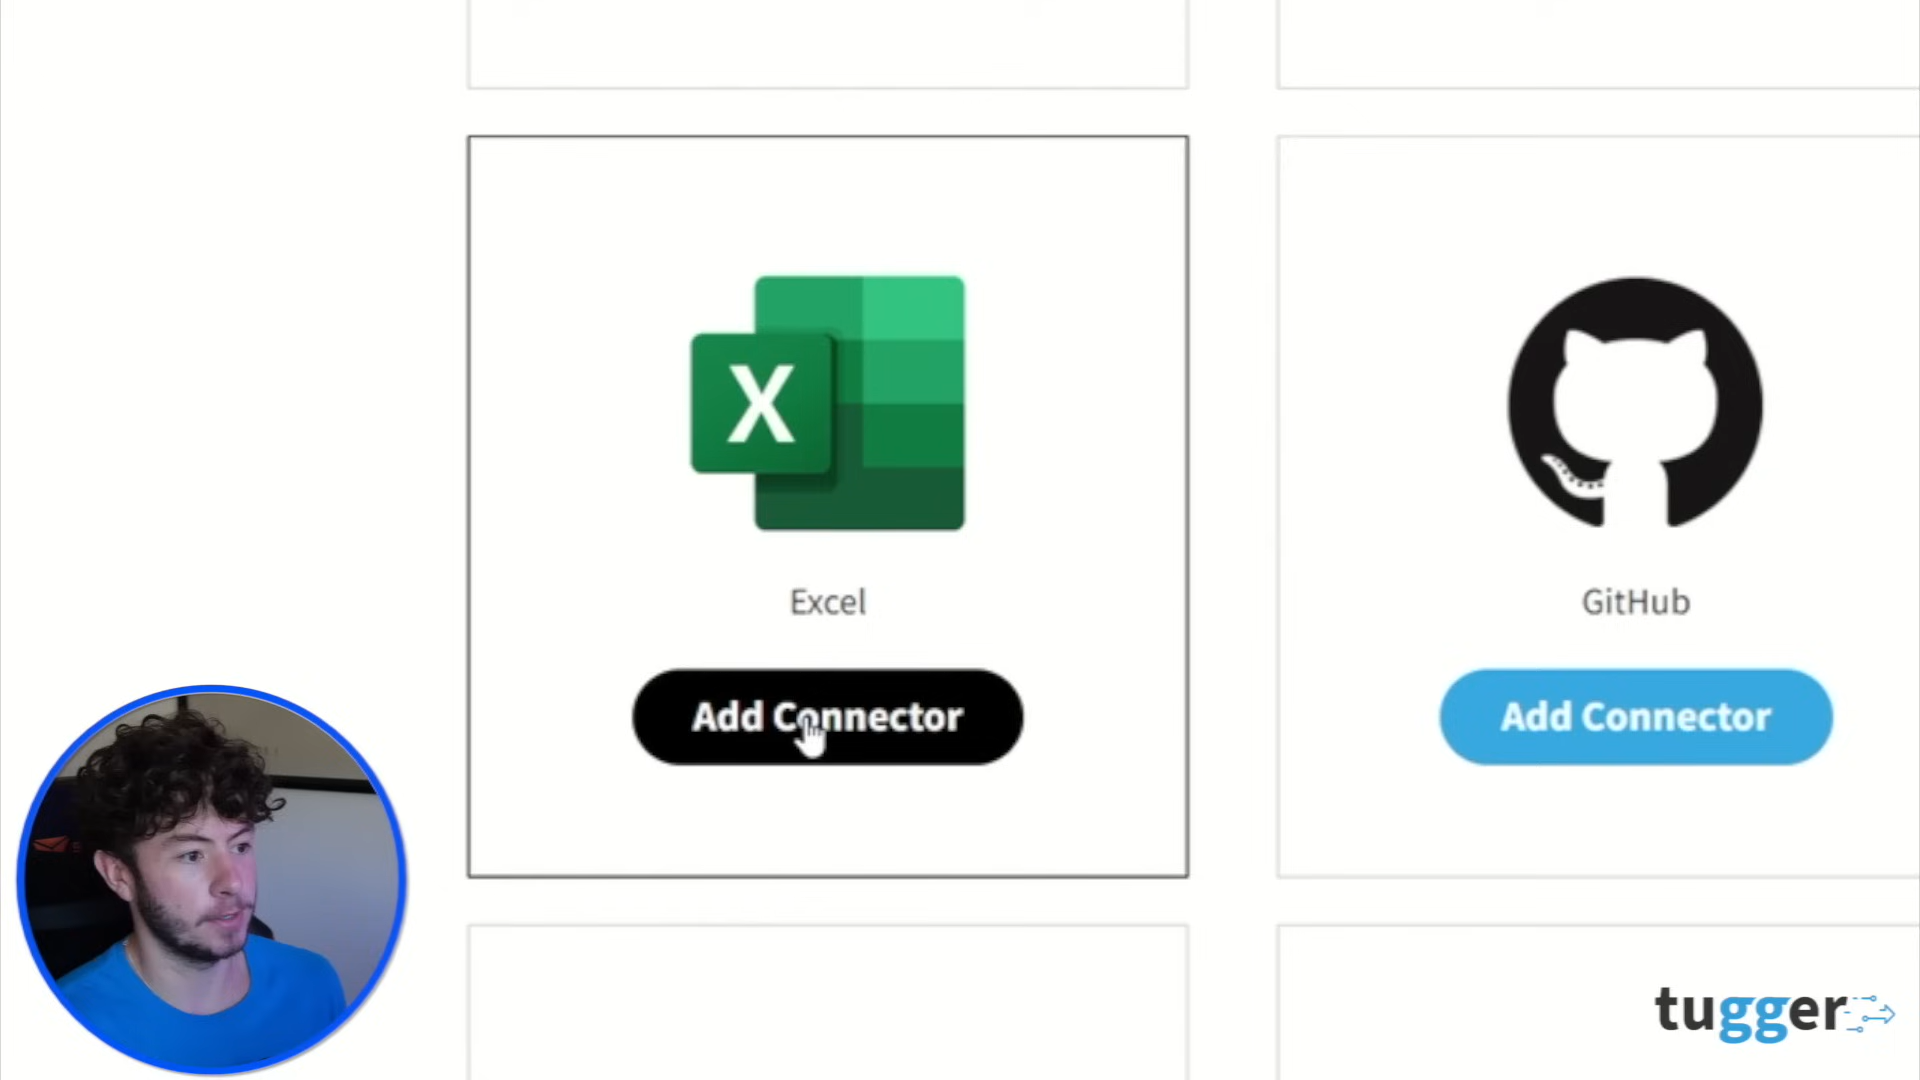 X
Excel
GitHub
Add Connector
Add Connector
tugger